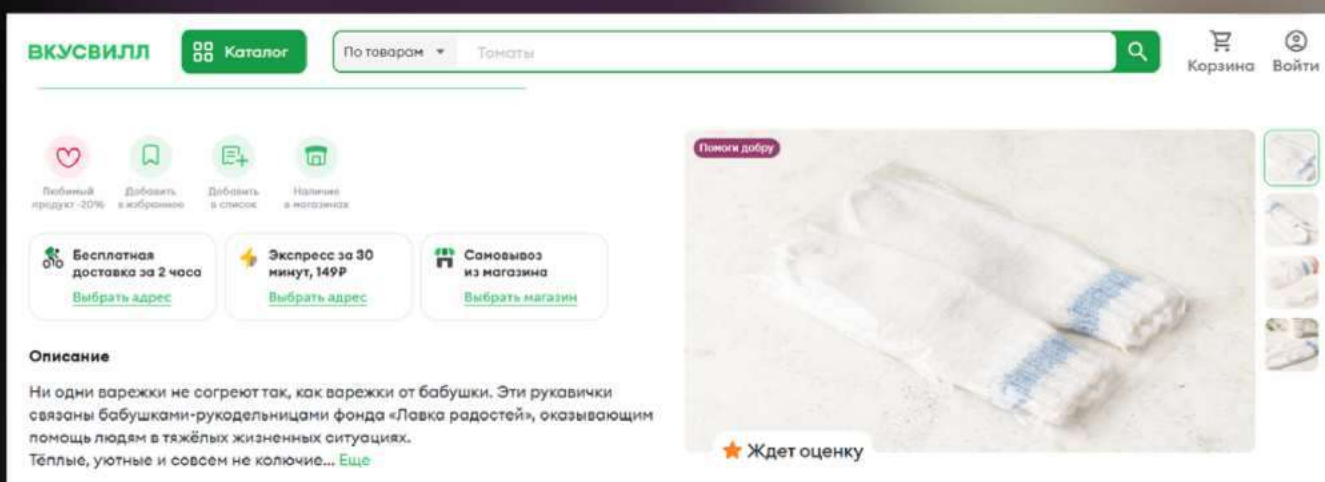 ВКУСВИЛЛ
Каталог
По товарам
Томаты
Корзина
Войти
Любимый продукт -20%
Добавить в избранное
Добавить в список
Наличие в магазинах
Бесплатная доставка за 2 часа
Выбрать адрес
Экспресс за 30 минут, 149₽
Выбрать адрес
Самовывоз из магазина
Выбрать магазин
Помоги добру
Описание
Ни одни варежки не согреют так, как варежки от бабушки. Эти рукавички
связаны бабушками-рукодельницами фонда «Лавка радостей», оказывающим
помощь людям в тяжёлых жизненных ситуациях.
Тёплые, уютные и совсем не колючие... Еще
Ждет оценку